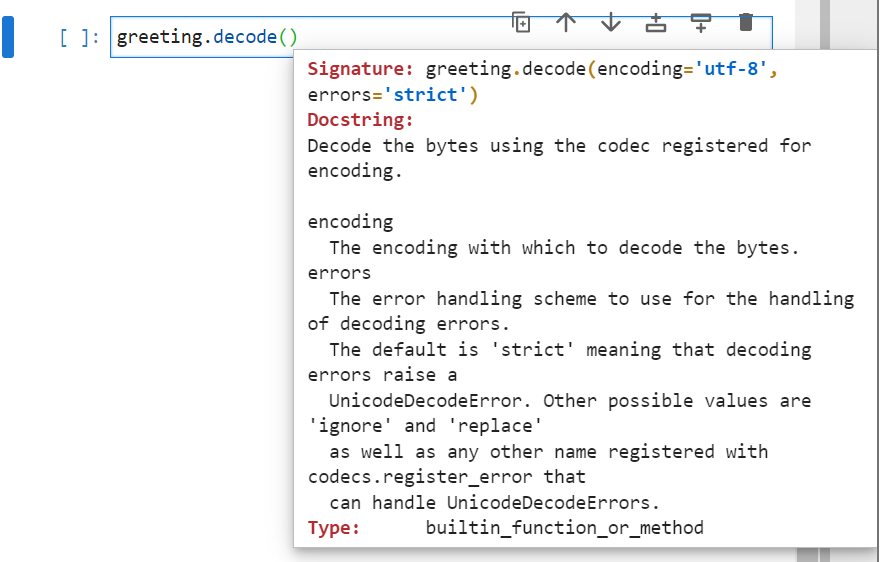 [ ]: greeting.decode()
Signature: greeting.decode(encoding='utf-8',
errors='strict')
Docstring:
Decode the bytes using the codec registered for
encoding.
encoding
The encoding with which to decode the bytes.
errors
The error handling scheme to use for the handling
of decoding errors.
The default is 'strict' meaning that decoding
errors raise a
UnicodeDecodeError. Other possible values are
'ignore' and 'replace'
as well as any other name registered with
codecs.register_error that
can handle UnicodeDecodeErrors.
Type: builtin_function_or_method